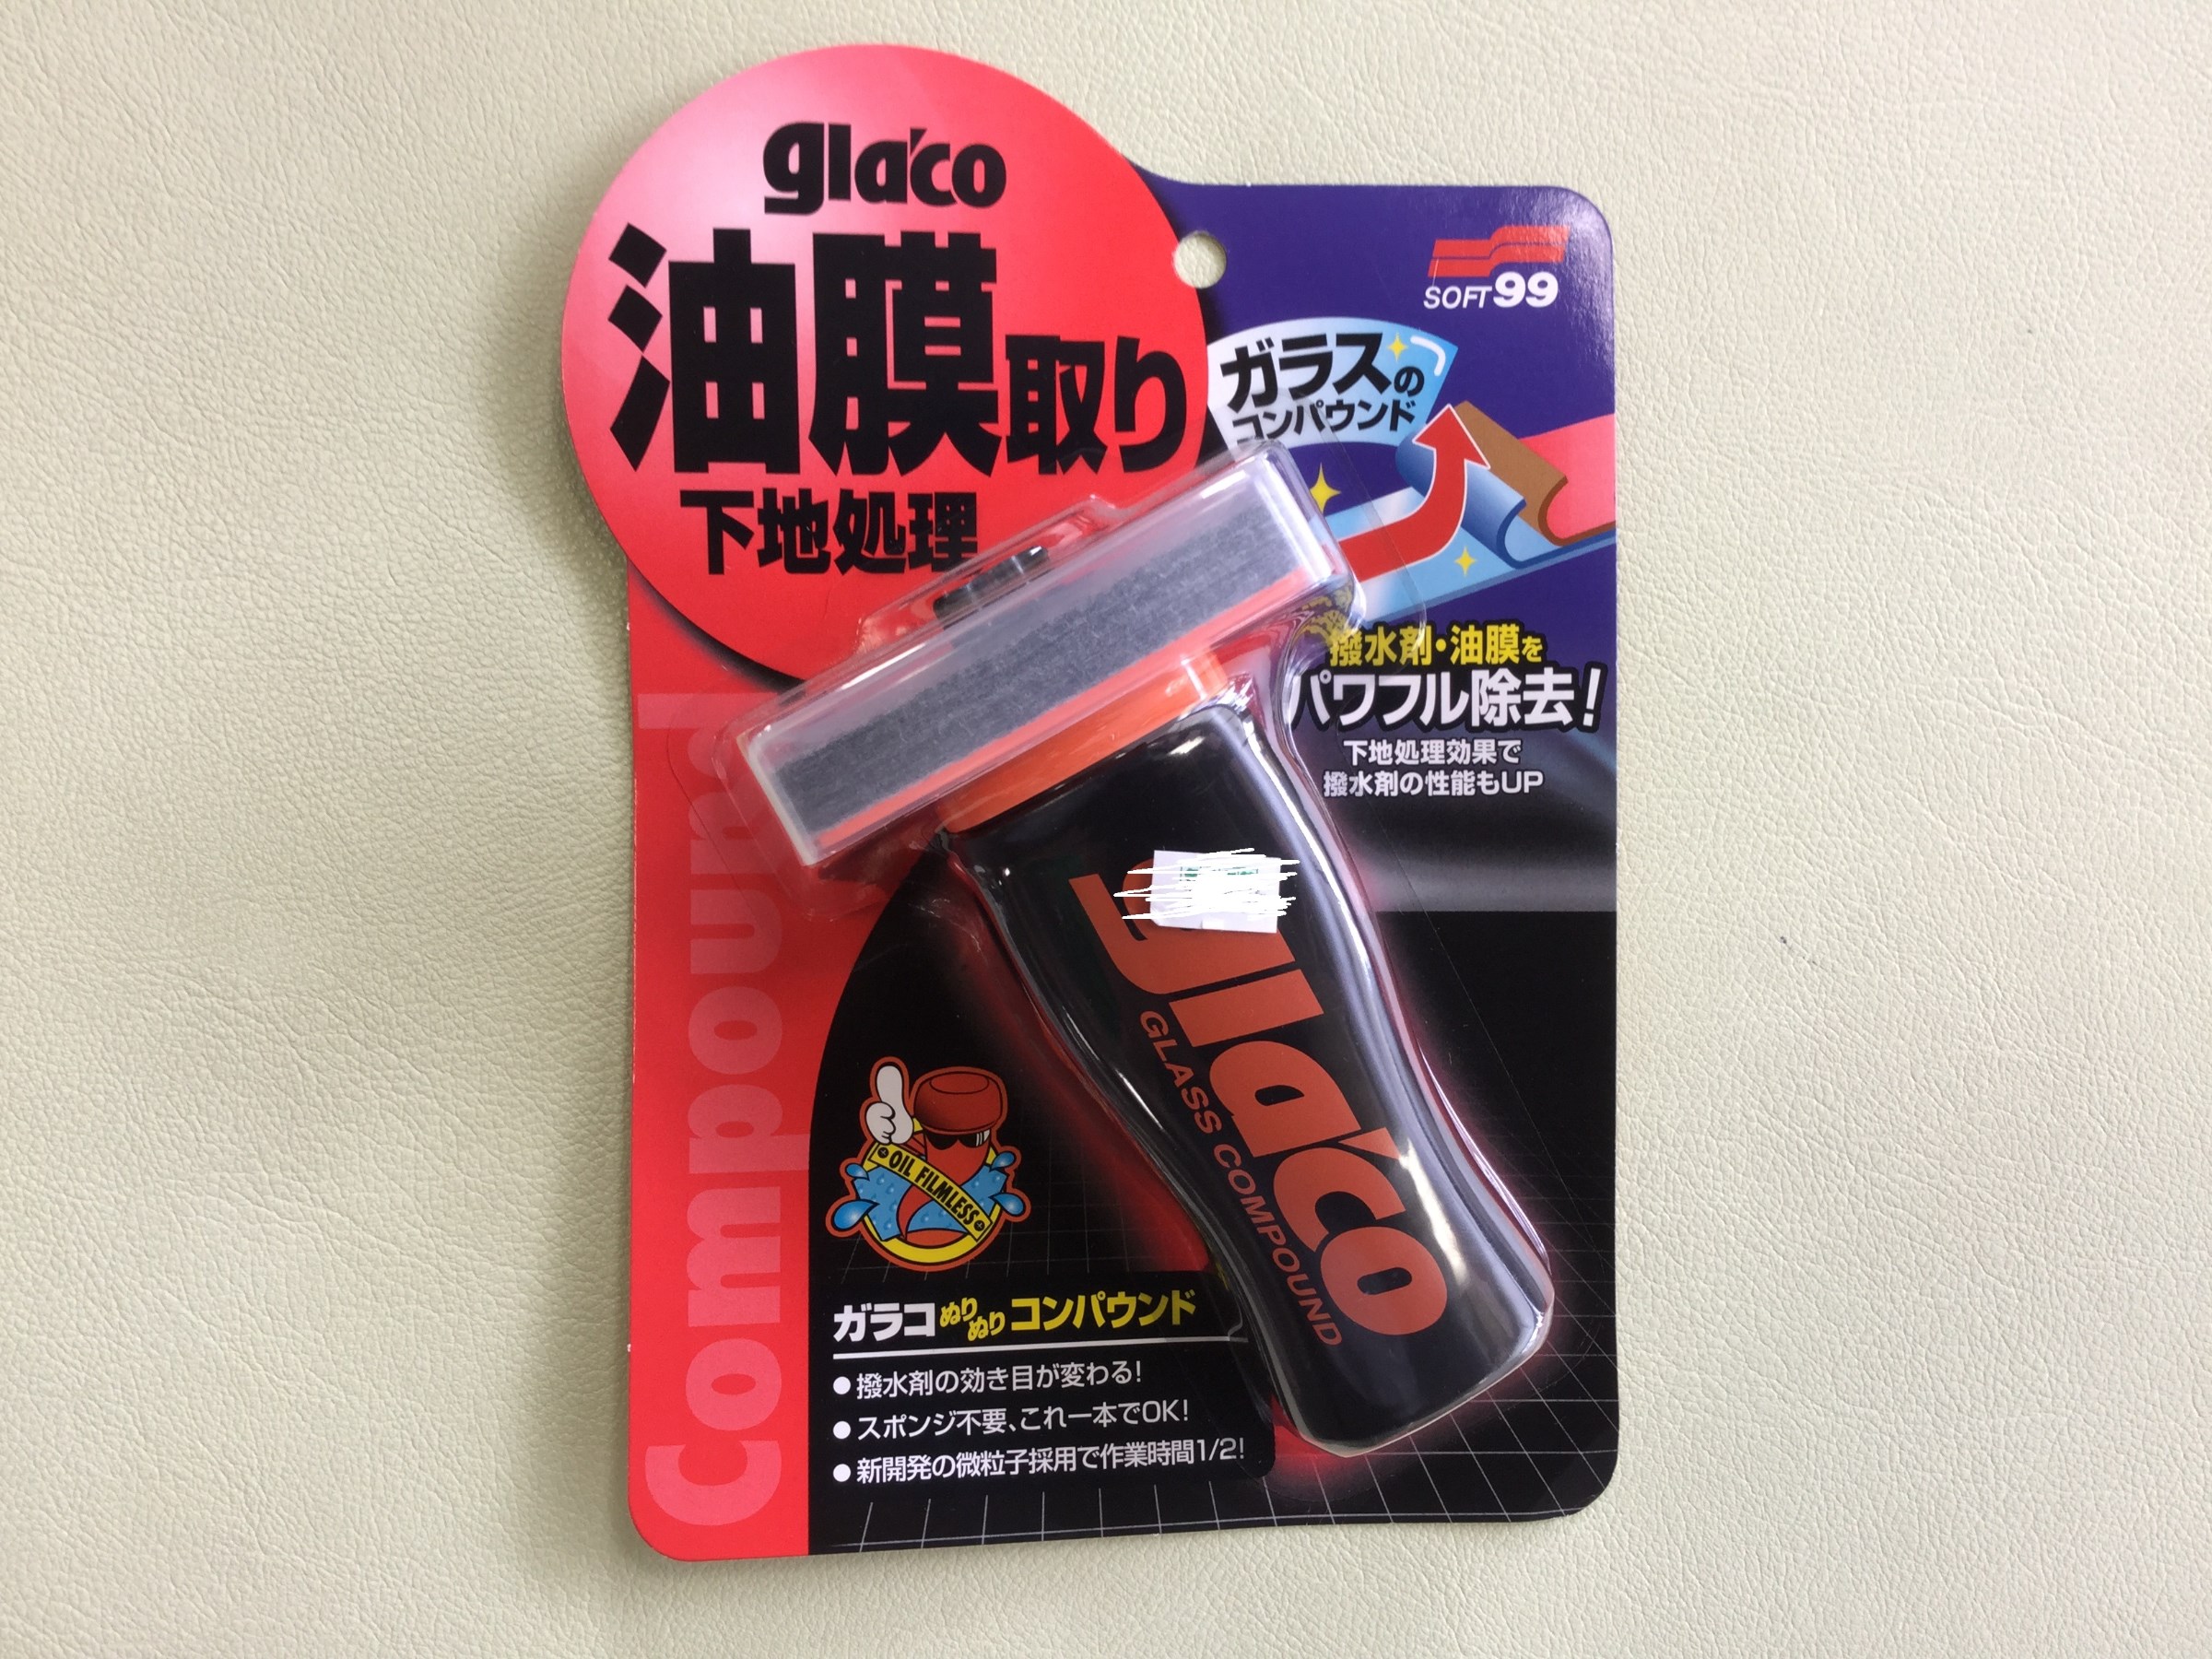 gla'co
油膜取り
下地処理
SOFT99
ガラスの
コンパウンド
撥水剤・油膜を
パワフル除去!
下地処理効果で
撥水剤の性能もUP
Compound
gla'co
GLASS COMPOUND
OIL FILMLESS
ガラコぬりぬりコンパウンド
●撥水剤の効き目が変わる!
●スポンジ不要、これ一本でOK!
●新開発の微粒子採用で作業時間1/2!